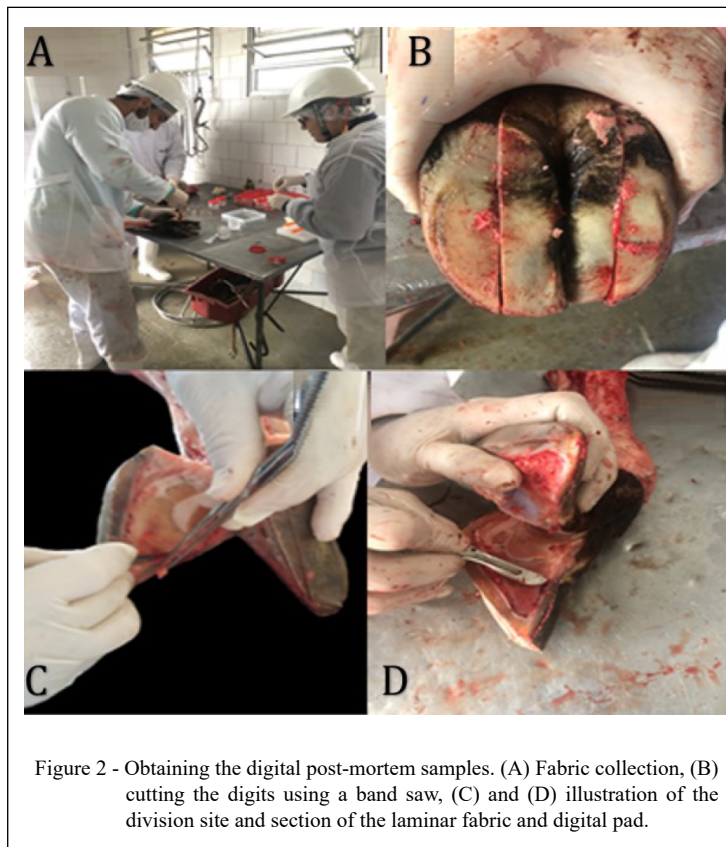 A
B
C
D
Figure 2 - Obtaining the digital post-mortem samples. (A) Fabric collection, (B)
cutting the digits using a band saw, (C) and (D) illustration of the
division site and section of the laminar fabric and digital pad.